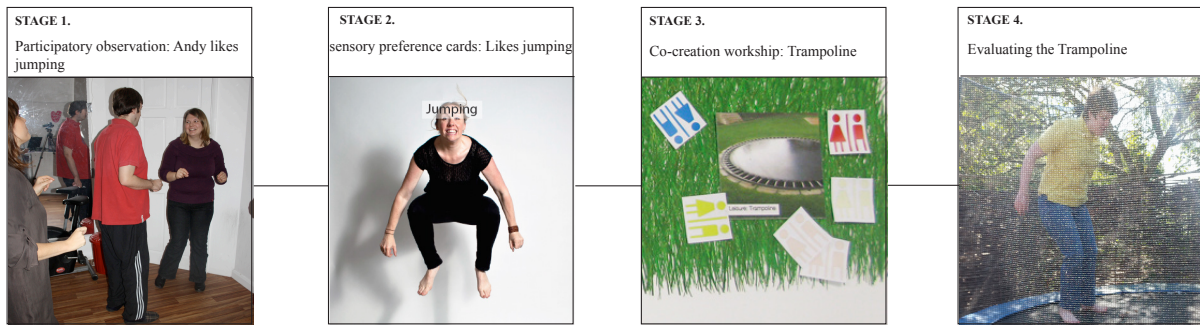 STAGE 1.
Participatory observation: Andy likes
jumping
STAGE 2.
sensory preference cards: Likes jumping
Jumping
STAGE 3.
Co-creation workship: Trampoline
Leisure, Trampoline
STAGE 4.
Evaluating the Trampoline